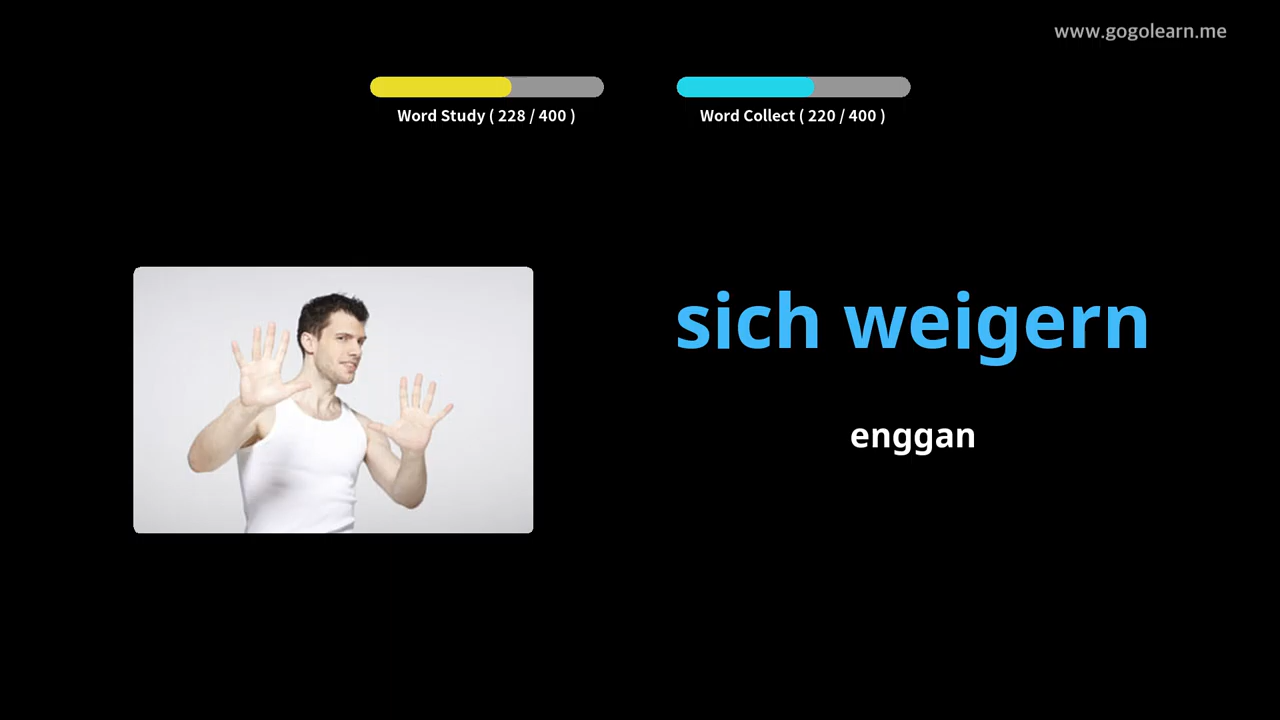 www.gogolearn.me
Word Study ( 228 / 400 )
Word Collect ( 220 / 400 )
sich weigern
enggan